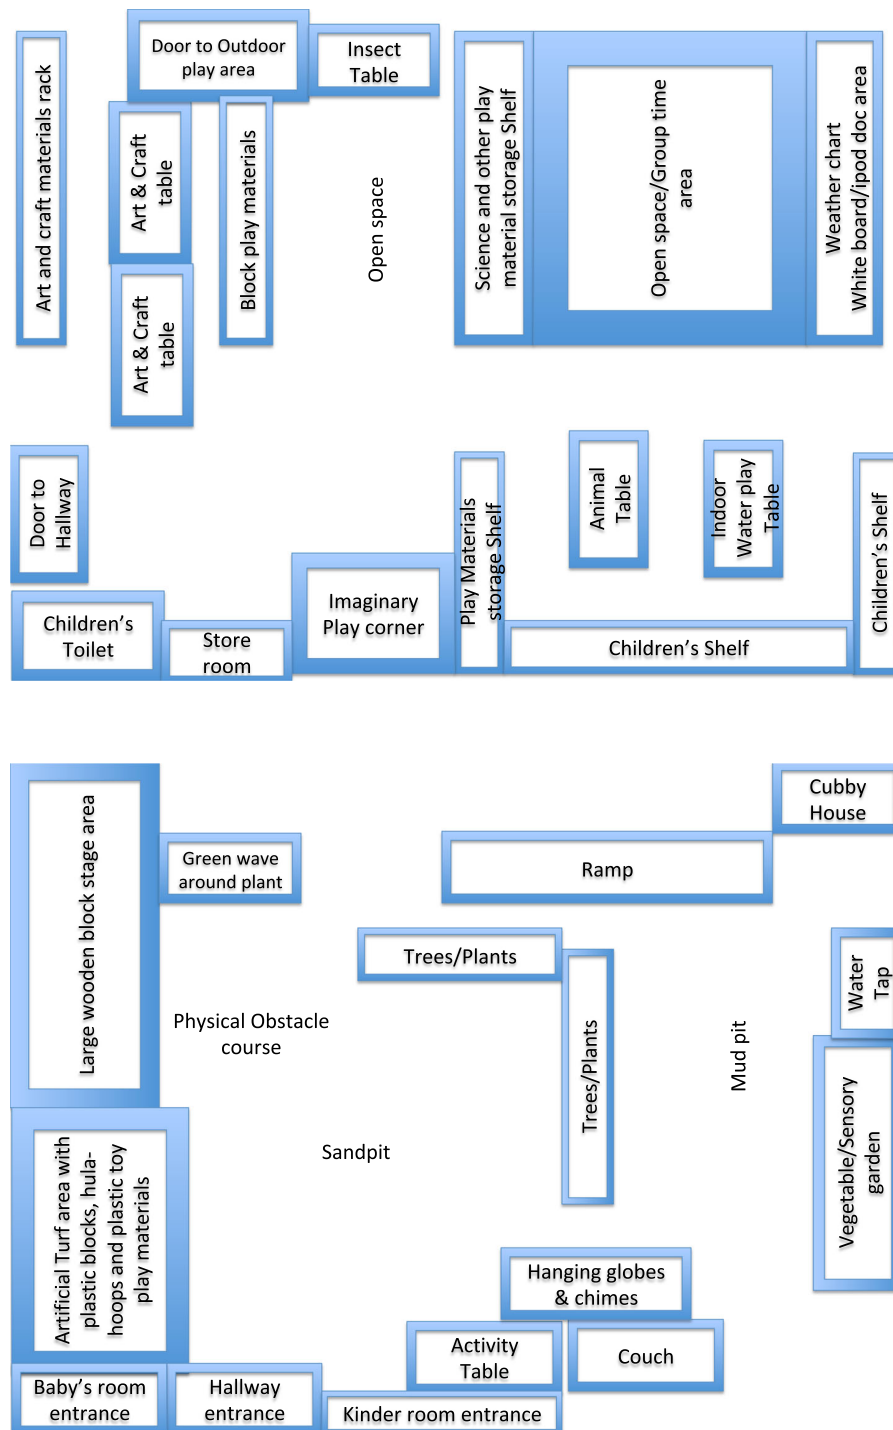 Door to Outdoor
play area
Insect
Table
Art and craft materials rack
Art & Craft
table
Block play materials
Open space
Science and other play
material storage Shelf
Open space/Group time
area
Weather chart
White board/ipod doc area
Art & Craft
table
Door to
Hallway
Children's
Toilet
Store
room
Imaginary
Play corner
Play Materials
storage Shelf
Animal
Table
Indoor
Water play
Table
Children's Shelf
Children's Shelf
Large wooden block stage area
Green wave
around plant
Cubby
House
Ramp
Trees/Plants
Physical Obstacle
course
Trees/Plants
Mud pit
Water
Tap
Sandpit
Vegetable/Sensory
garden
Artificial Turf area with
plastic blocks, hula-
hoops and plastic toy
play materials
Hanging globes
& chimes
Activity
Table
Couch
Baby's room
entrance
Hallway
entrance
Kinder room entrance